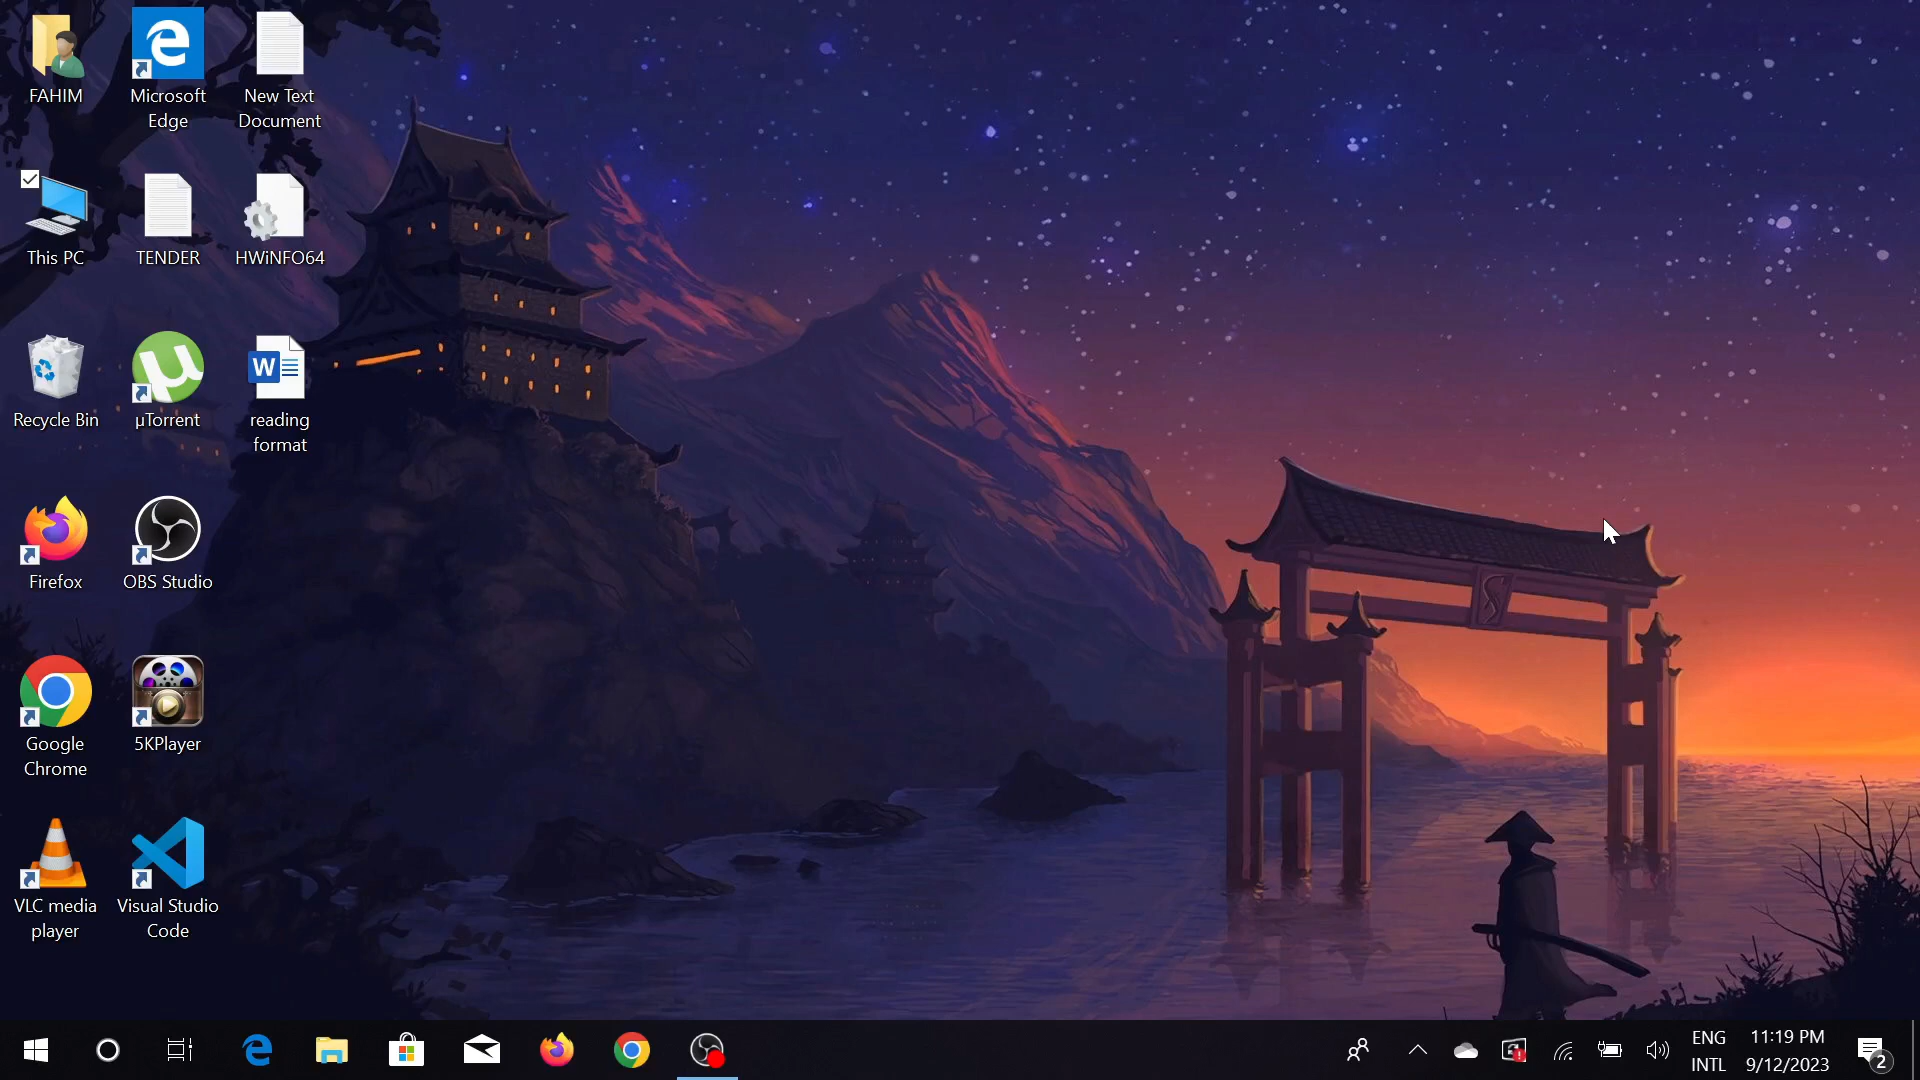 FAHIM
Microsoft
Edge
New Text
Document
This PC
TENDER
HWiNFO64
Recycle Bin
µTorrent
reading
format
Firefox
OBS Studio
Google
Chrome
5KPlayer
VLC media
player
Visual Studio
Code
ENG
INTL
11:19 PM
9/12/2023
2